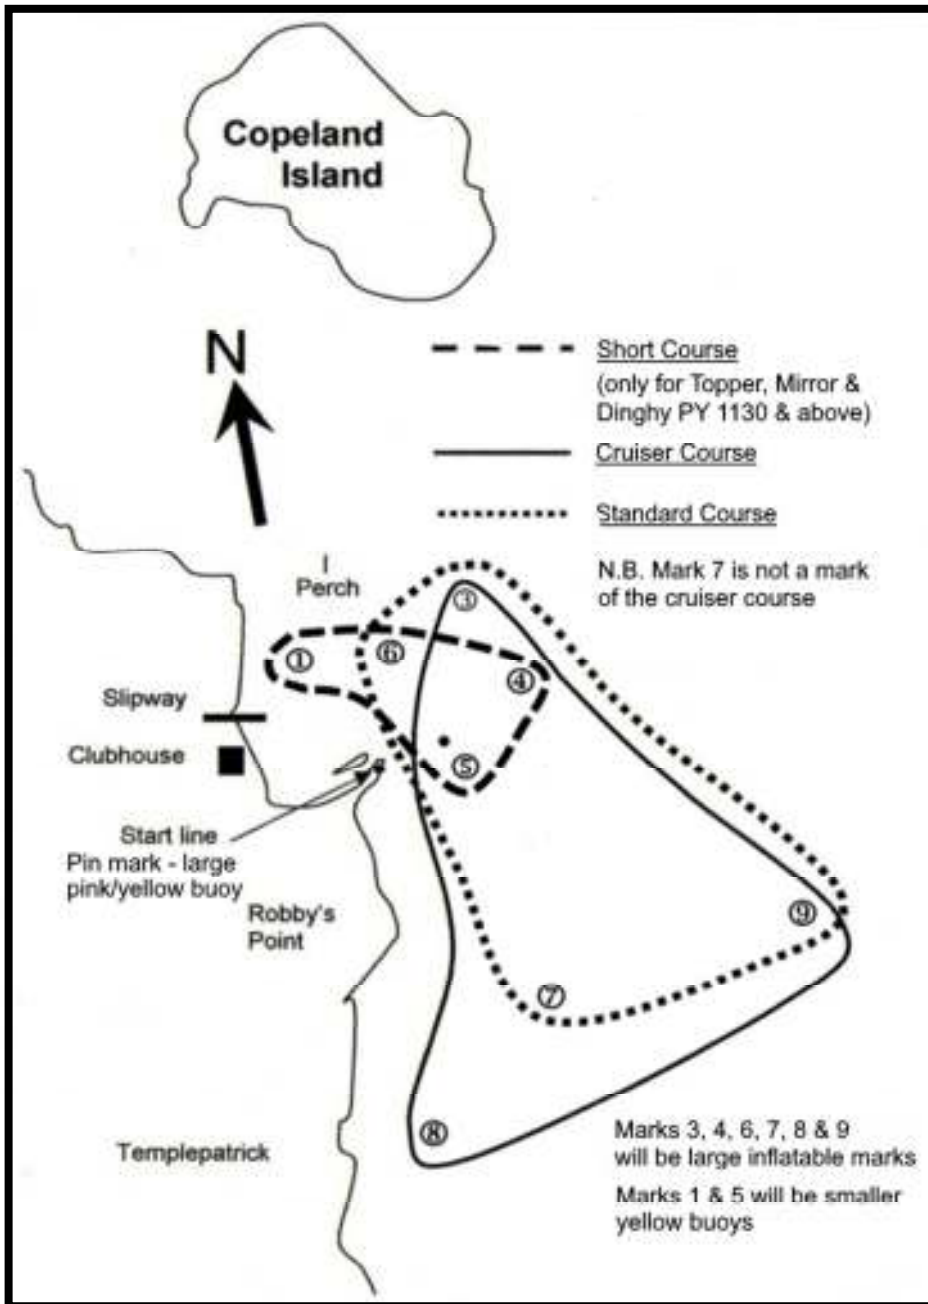 Copeland
Island
N
Short Course
(only for Topper, Mirror &
Dinghy PY 1130 & above)
Cruiser Course
Standard Course
N.B. Mark 7 is not a mark
of the cruiser course
Perch
③
①
⑥
④
Slipway
Clubhouse
⑤
Start line
Pin mark - large
pink/yellow buoy
Robby's
Point
⑨
⑦
⑧
Templepatrick
Marks 3, 4, 6, 7, 8 & 9
will be large inflatable marks
Marks 1 & 5 will be smaller
yellow buoys